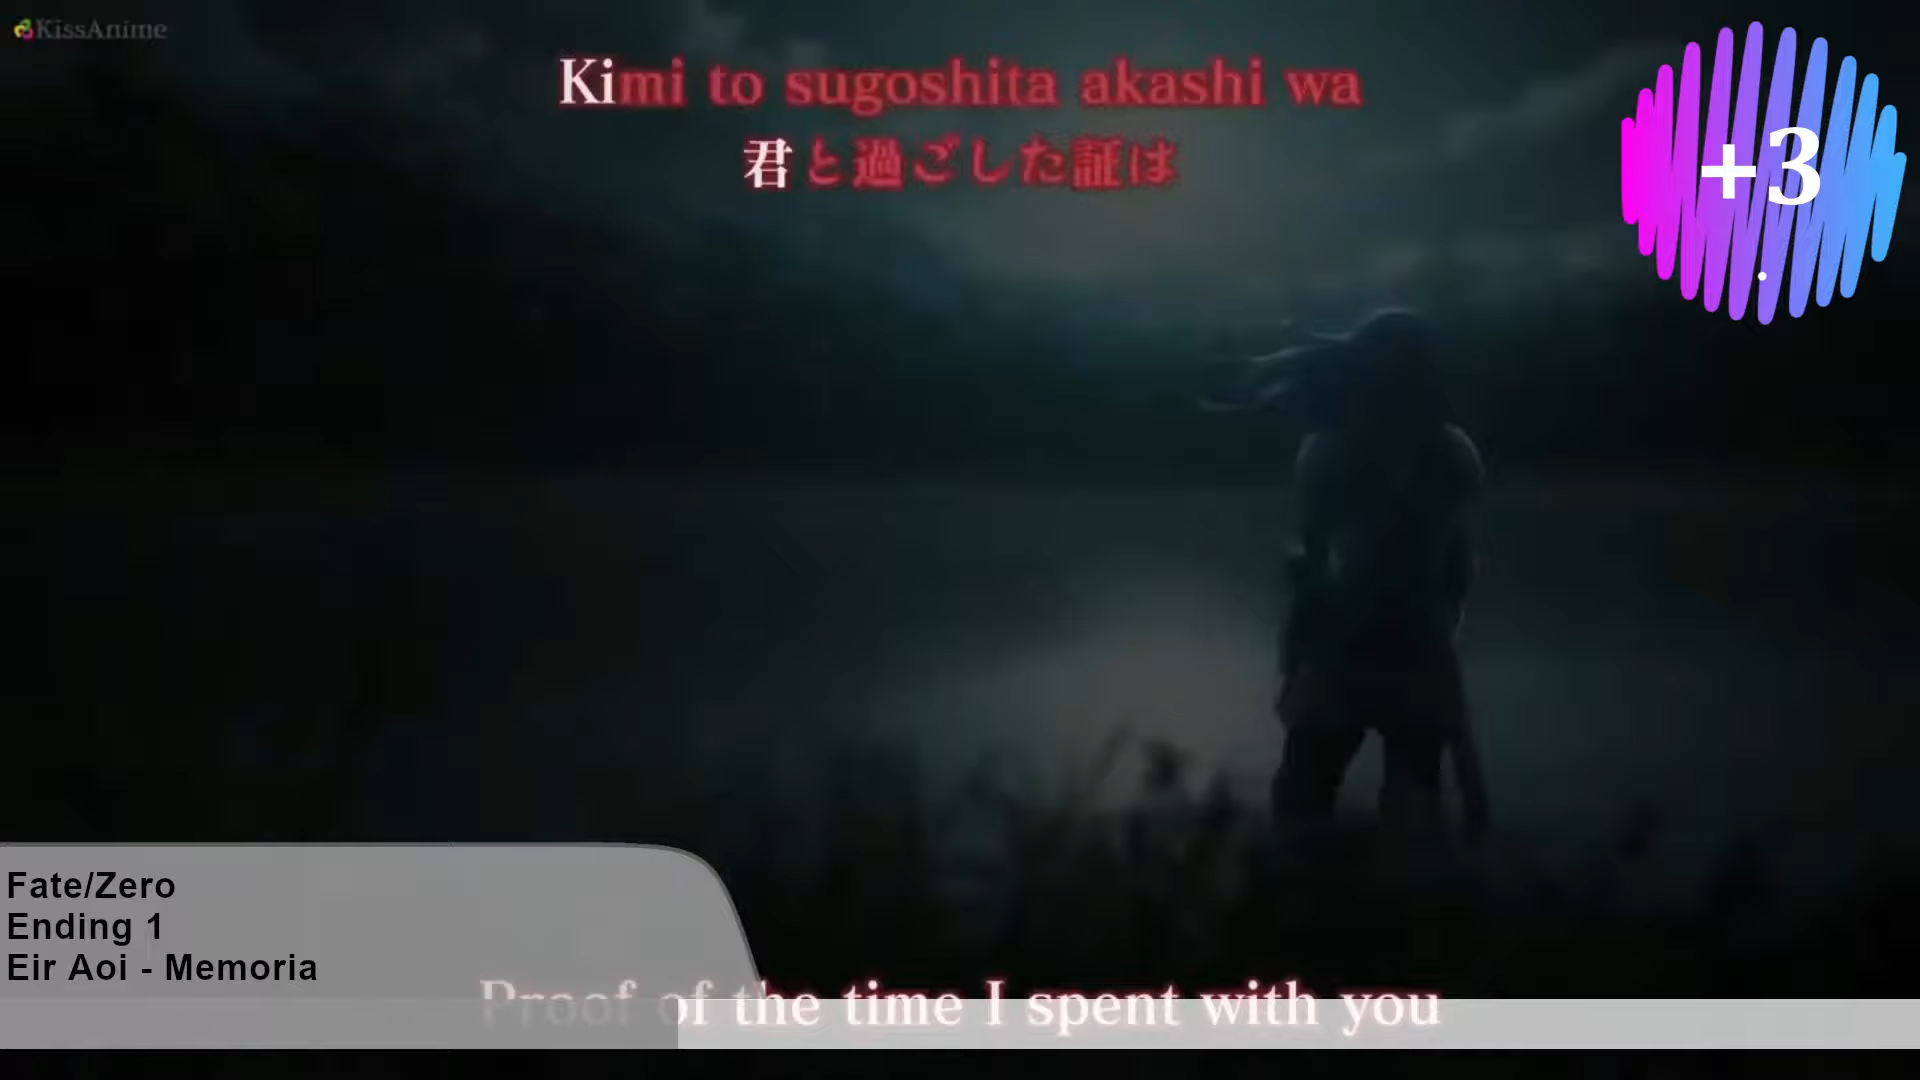 KissAnime
Kimi to sugoshita akashi wa
君と過ごした証は
+3
Fate/Zero
Ending 1
Eir Aoi - Memoria
Proof of the time I spent with you